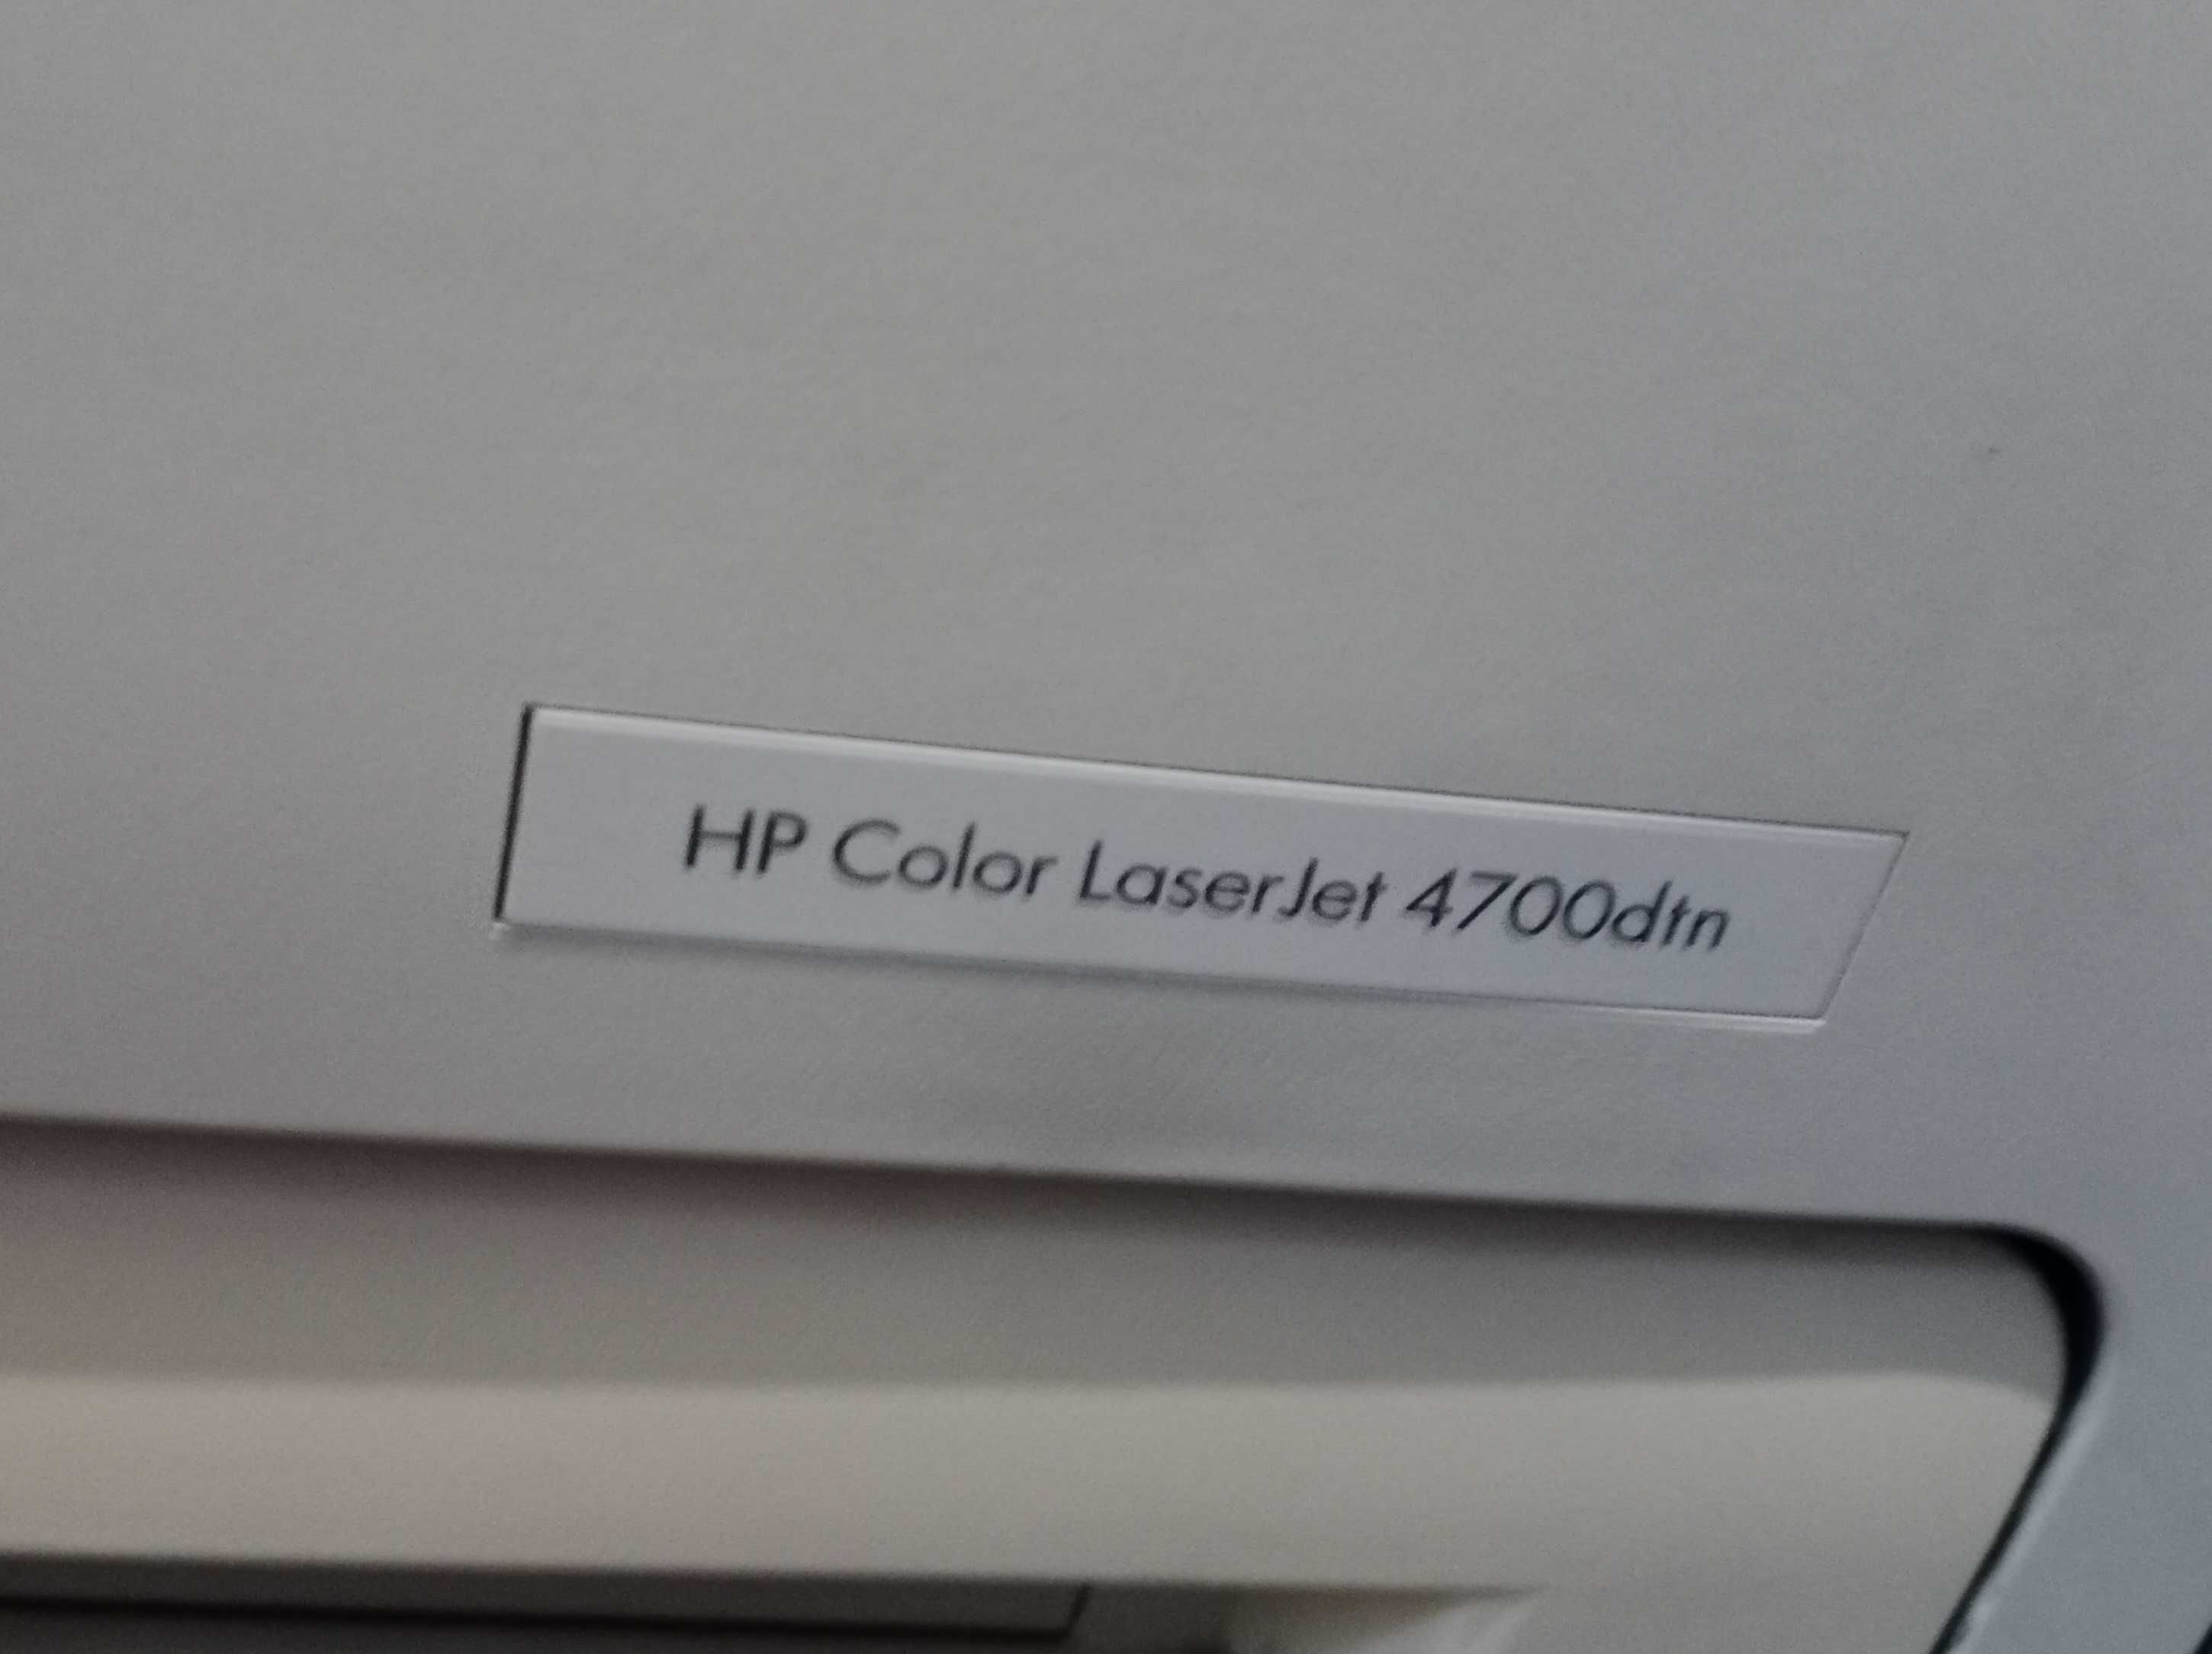 HP Color LaserJet 4700dtn